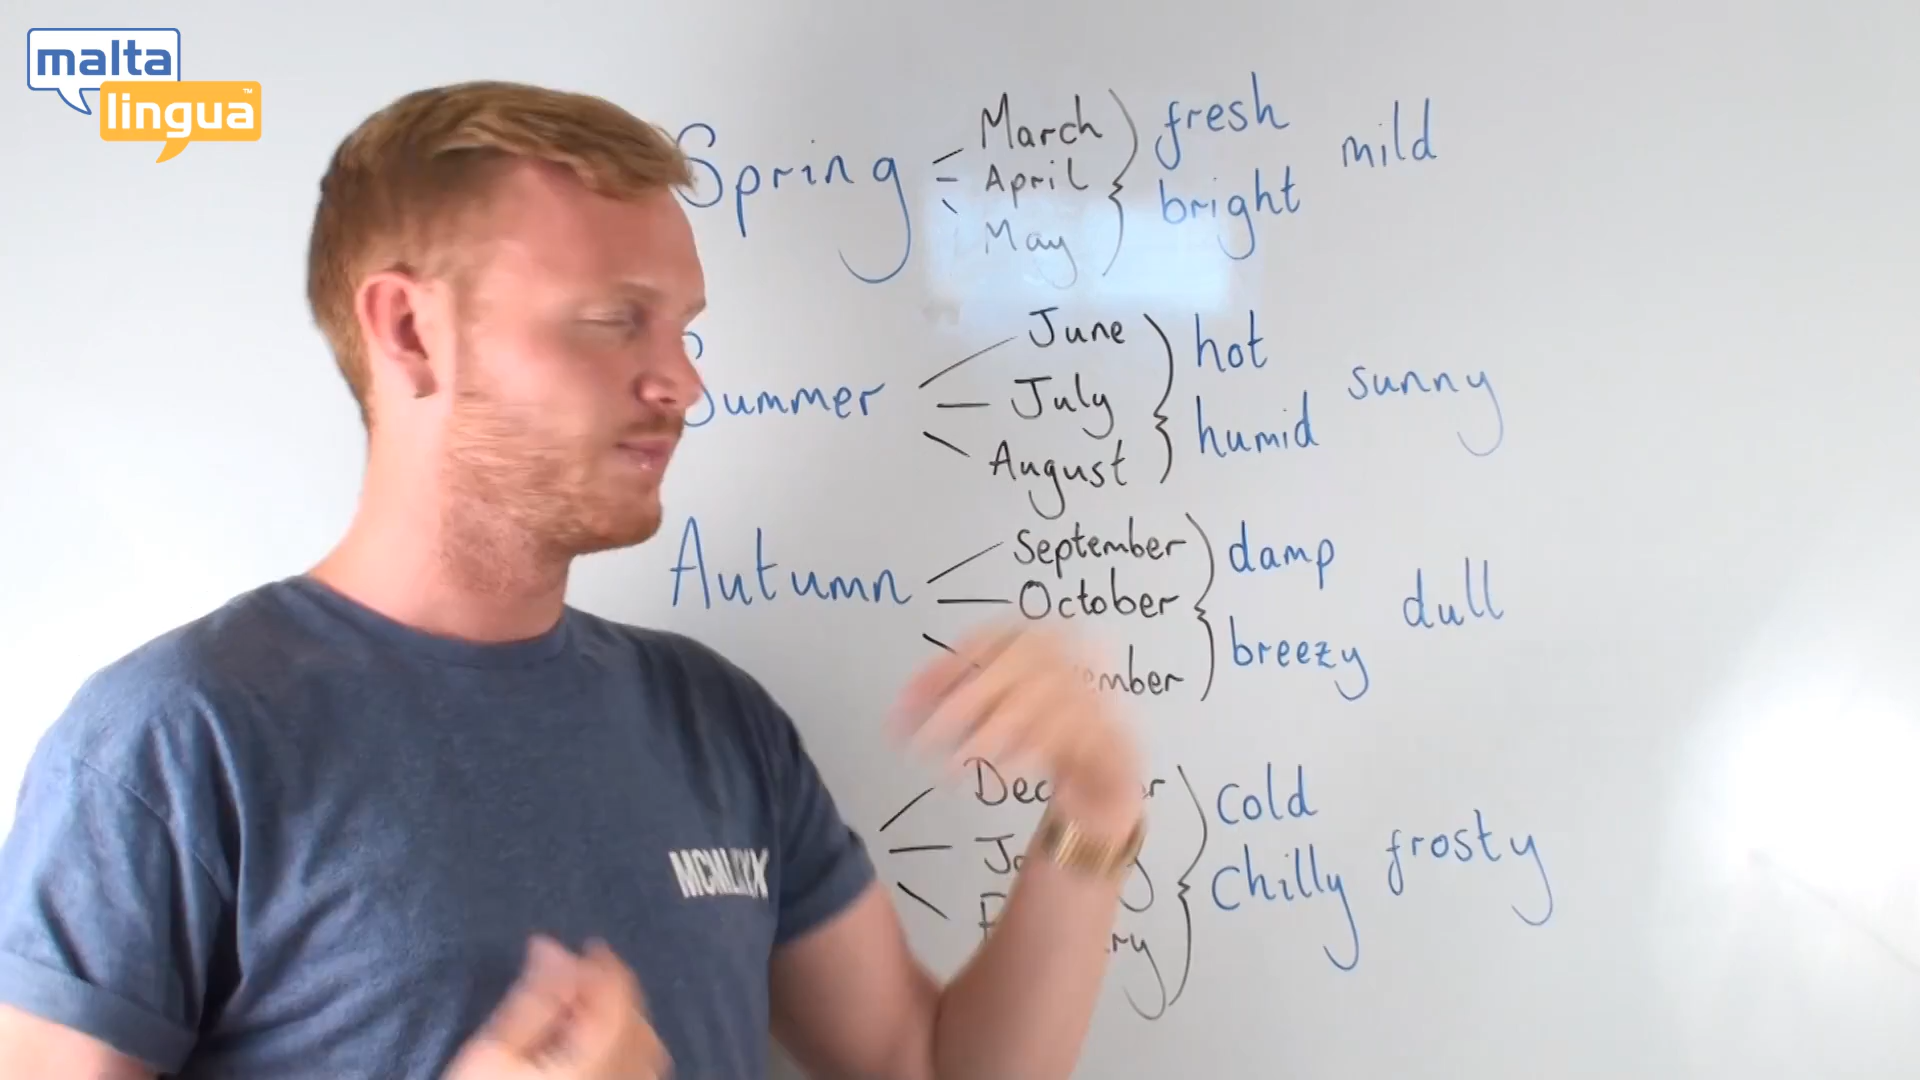 malta
lingua™
Spring
March
April
May
fresh
bright
mild
Summer
June
July
August
hot
humid
sunny
Autumn
September
October
damp
breezy
dull
cold
chilly
frosty